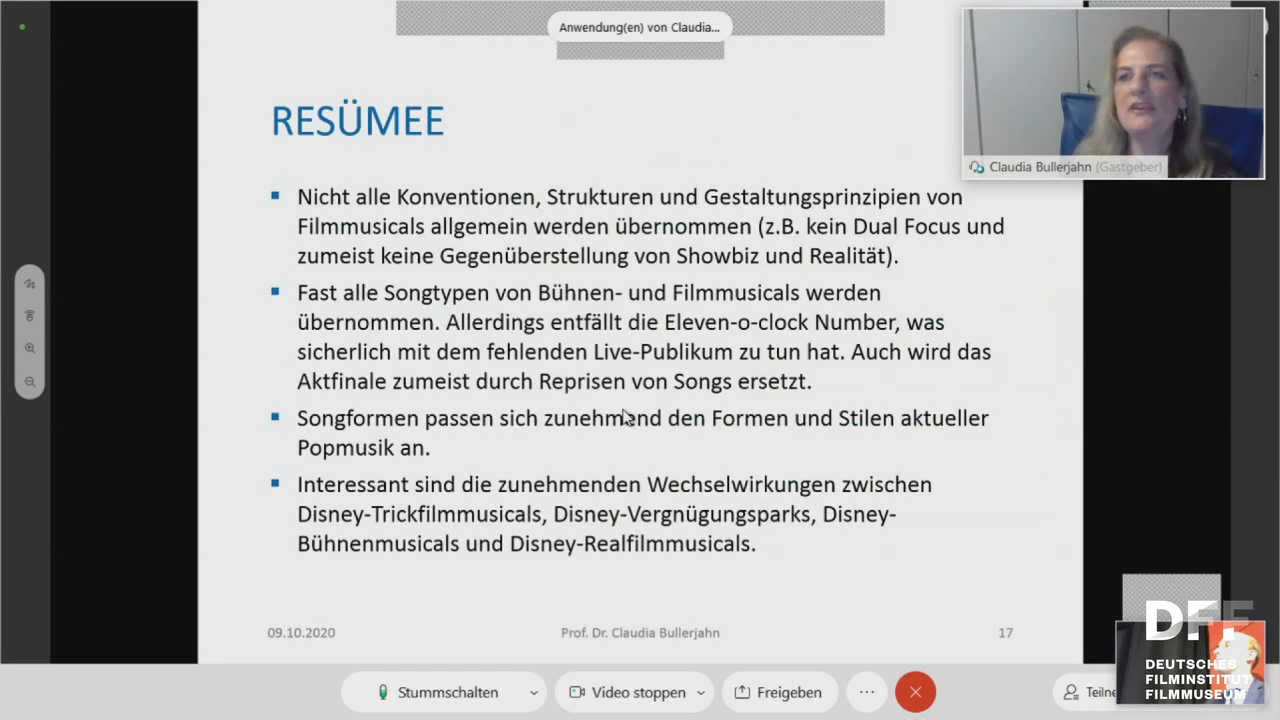 Anwendung(en) von Claudia...
Claudia Bullerjahn (Gastgeber)
RESÜMEE
Nicht alle Konventionen, Strukturen und Gestaltungsprinzipien von
Filmmusicals allgemein werden übernommen (z.B. kein Dual Focus und
zumeist keine Gegenüberstellung von Showbiz und Realität).
Fast alle Songtypen von Bühnen- und Filmmusicals werden
übernommen. Allerdings entfällt die Eleven-o-clock Number, was
sicherlich mit dem fehlenden Live-Publikum zu tun hat. Auch wird das
Aktfinale zumeist durch Reprisen von Songs ersetzt.
Songformen passen sich zunehmend den Formen und Stilen aktueller
Popmusik an.
Interessant sind die zunehmenden Wechselwirkungen zwischen
Disney-Trickfilmmusicals, Disney-Vergnügungsparks, Disney-
Bühnenmusicals und Disney-Realfilmmusicals.
09.10.2020
Prof. Dr. Claudia Bullerjahn
17
Stummschalten
Video stoppen
Freigeben
Teilne
DFF
DEUTSCHES
FILMINSTITUT
FILMMUSEUM